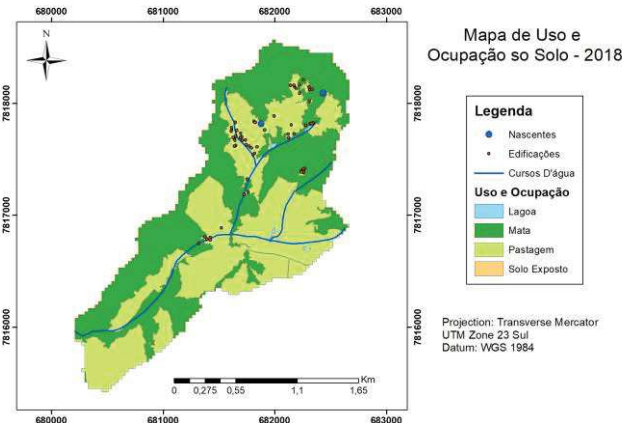 680000 681000 682000 683000
Mapa de Uso e
Ocupação so Solo - 2018
N
7818000 7818000
7817000 7817000
7816000 7816000
Legenda
Nascentes
Edificações
Cursos D'água
Uso e Ocupação
Lagoa
Mata
Pastagem
Solo Exposto
Projection: Transverse Mercator
UTM Zone 23 Sul
Datum: WGS 1984
Km
0 0,275 0,55 1,1 1,65
680000 681000 682000 683000